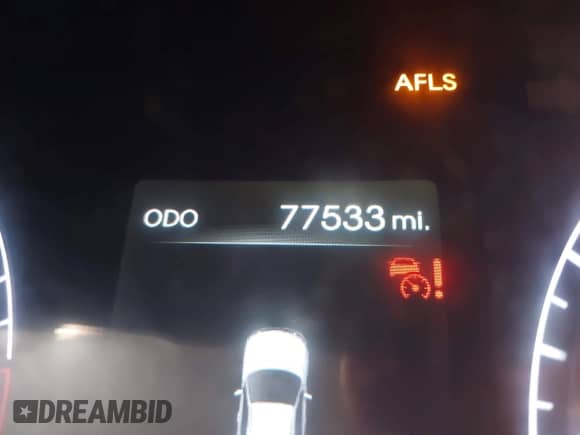 AFLS
ODO 77533 mi.
DREAMBID